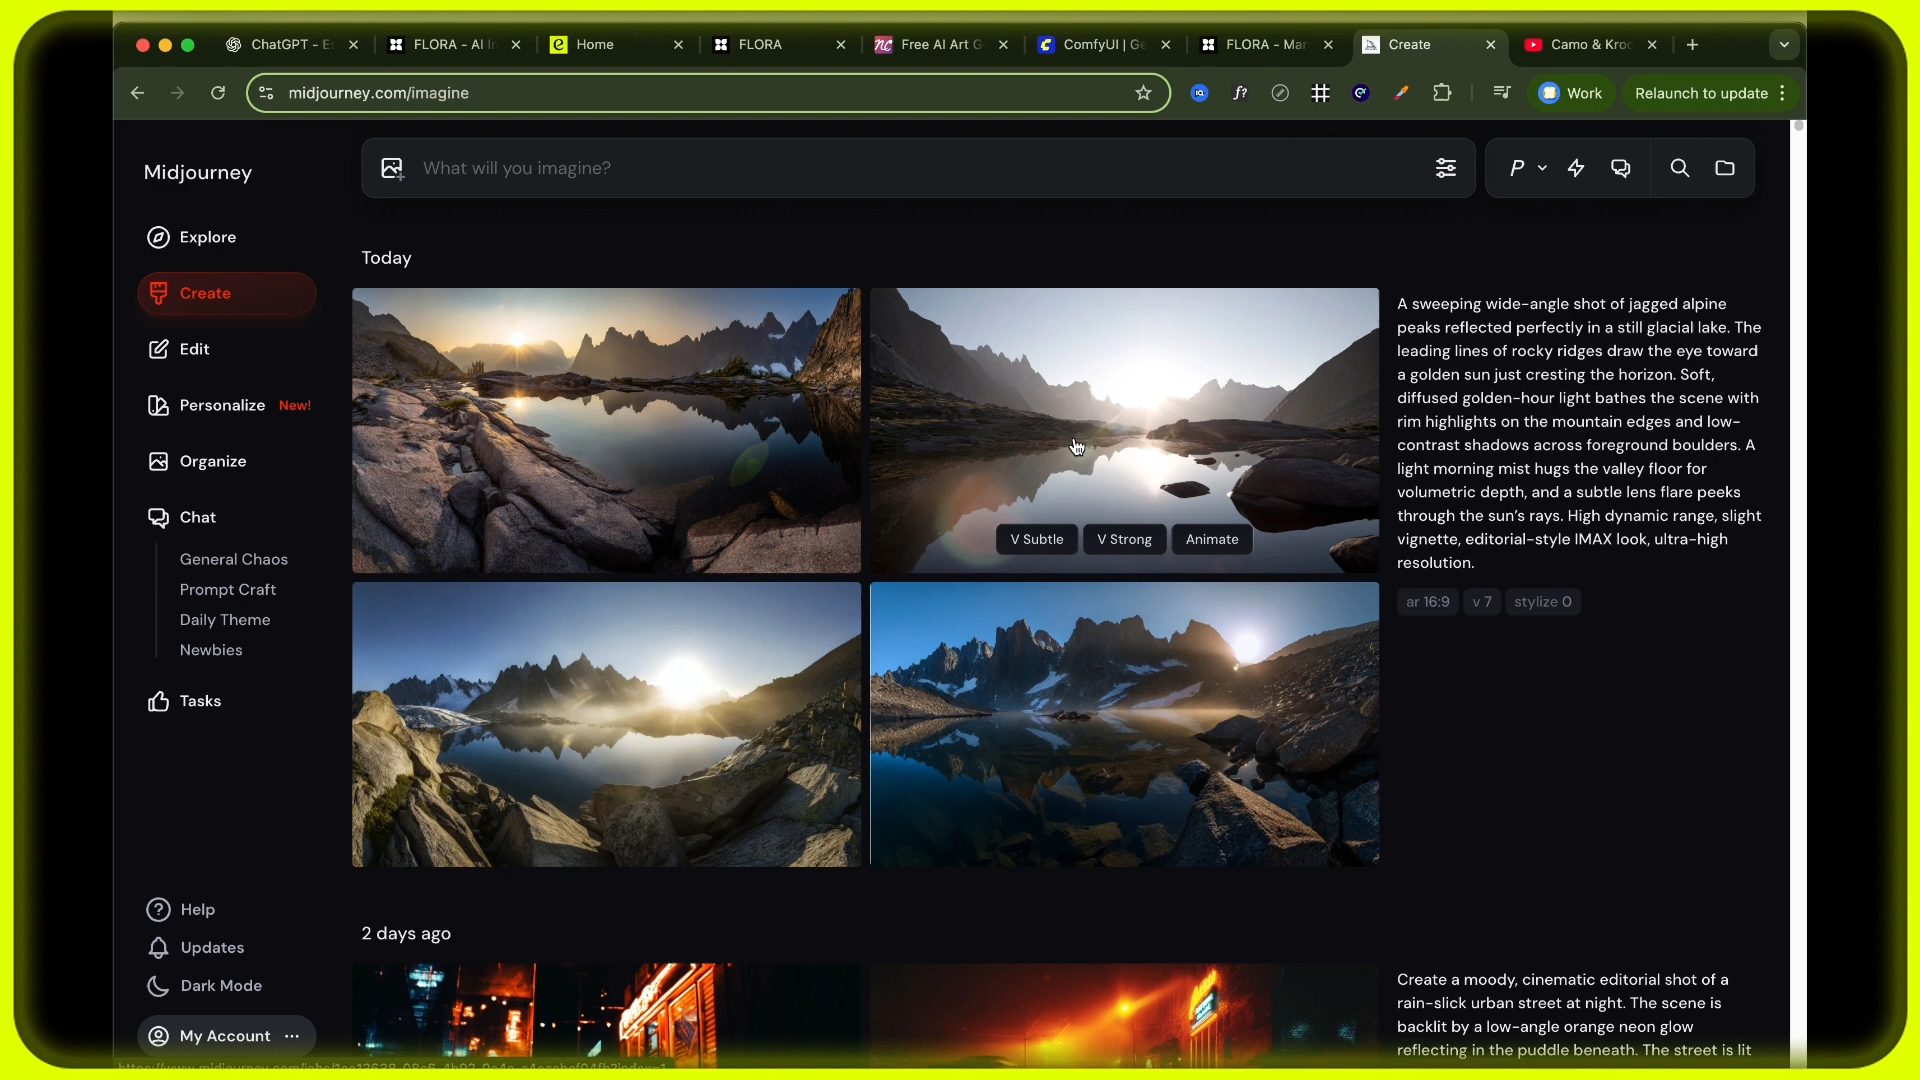 ChatGPT - E
FLORA - AI In
Home
FLORA
Free AI Art G
ComfyUI | Ge
FLORA - Mar
Create
Camo & Kro
midjourney.com/imagine
Work
Relaunch to update
Midjourney
What will you imagine?
Explore
Create
Edit
Personalize New!
Organize
Chat
General Chaos
Prompt Craft
Daily Theme
Newbies
Tasks
Help
Updates
Dark Mode
My Account
Today
V Subtle
V Strong
Animate
A sweeping wide-angle shot of jagged alpine
peaks reflected perfectly in a still glacial lake. The
leading lines of rocky ridges draw the eye toward
a golden sun just cresting the horizon. Soft,
diffused golden-hour light bathes the scene with
rim highlights on the mountain edges and low-
contrast shadows across foreground boulders. A
light morning mist hugs the valley floor for
volumetric depth, and a subtle lens flare peeks
through the sun's rays. High dynamic range, slight
vignette, editorial-style IMAX look, ultra-high
resolution.
ar 16:9
v 7
stylize 0
2 days ago
Create a moody, cinematic editorial shot of a
rain-slick urban street at night. The scene is
backlit by a low-angle orange neon glow
reflecting in the puddle beneath. The street is lit